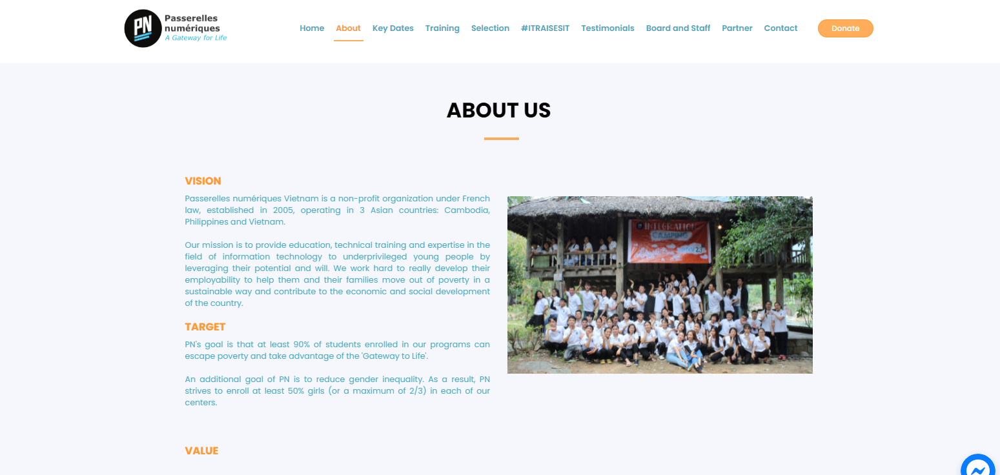 PN
Passerelles
numériques
A Gateway for Life
Home About Key Dates Training Selection #ITRAISESIT Testimonials Board and Staff Partner Contact Donate
ABOUT US
VISION
Passerelles numériques Vietnam is a non-profit organization under French
law, established in 2005, operating in 3 Asian countries: Cambodia,
Philippines and Vietnam.
Our mission is to provide education, technical training and expertise in the
field of information technology to underprivileged young people by
leveraging their potential and will. We work hard to really develop their
employability to help them and their families move out of poverty in a
sustainable way and contribute to the economic and social development
of the country.
TARGET
PN's goal is that at least 90% of students enrolled in our programs can
escape poverty and take advantage of the 'Gateway to Life'.
An additional goal of PN is to reduce gender inequality. As a result, PN
strives to enroll at least 50% girls (or a maximum of 2/3) in each of our
centers.
VALUE
INTEGRATION
CAMPING